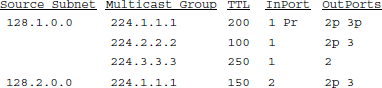 Source Subnet Multicast Group TTL InPort OutPorts
128.1.0.0 224.1.1.1 200 1 Pr 2p 3p
224.2.2.2 100 1 2p 3
224.3.3.3 250 1 2
128.2.0.0 224.1.1.1 150 2 2p 3